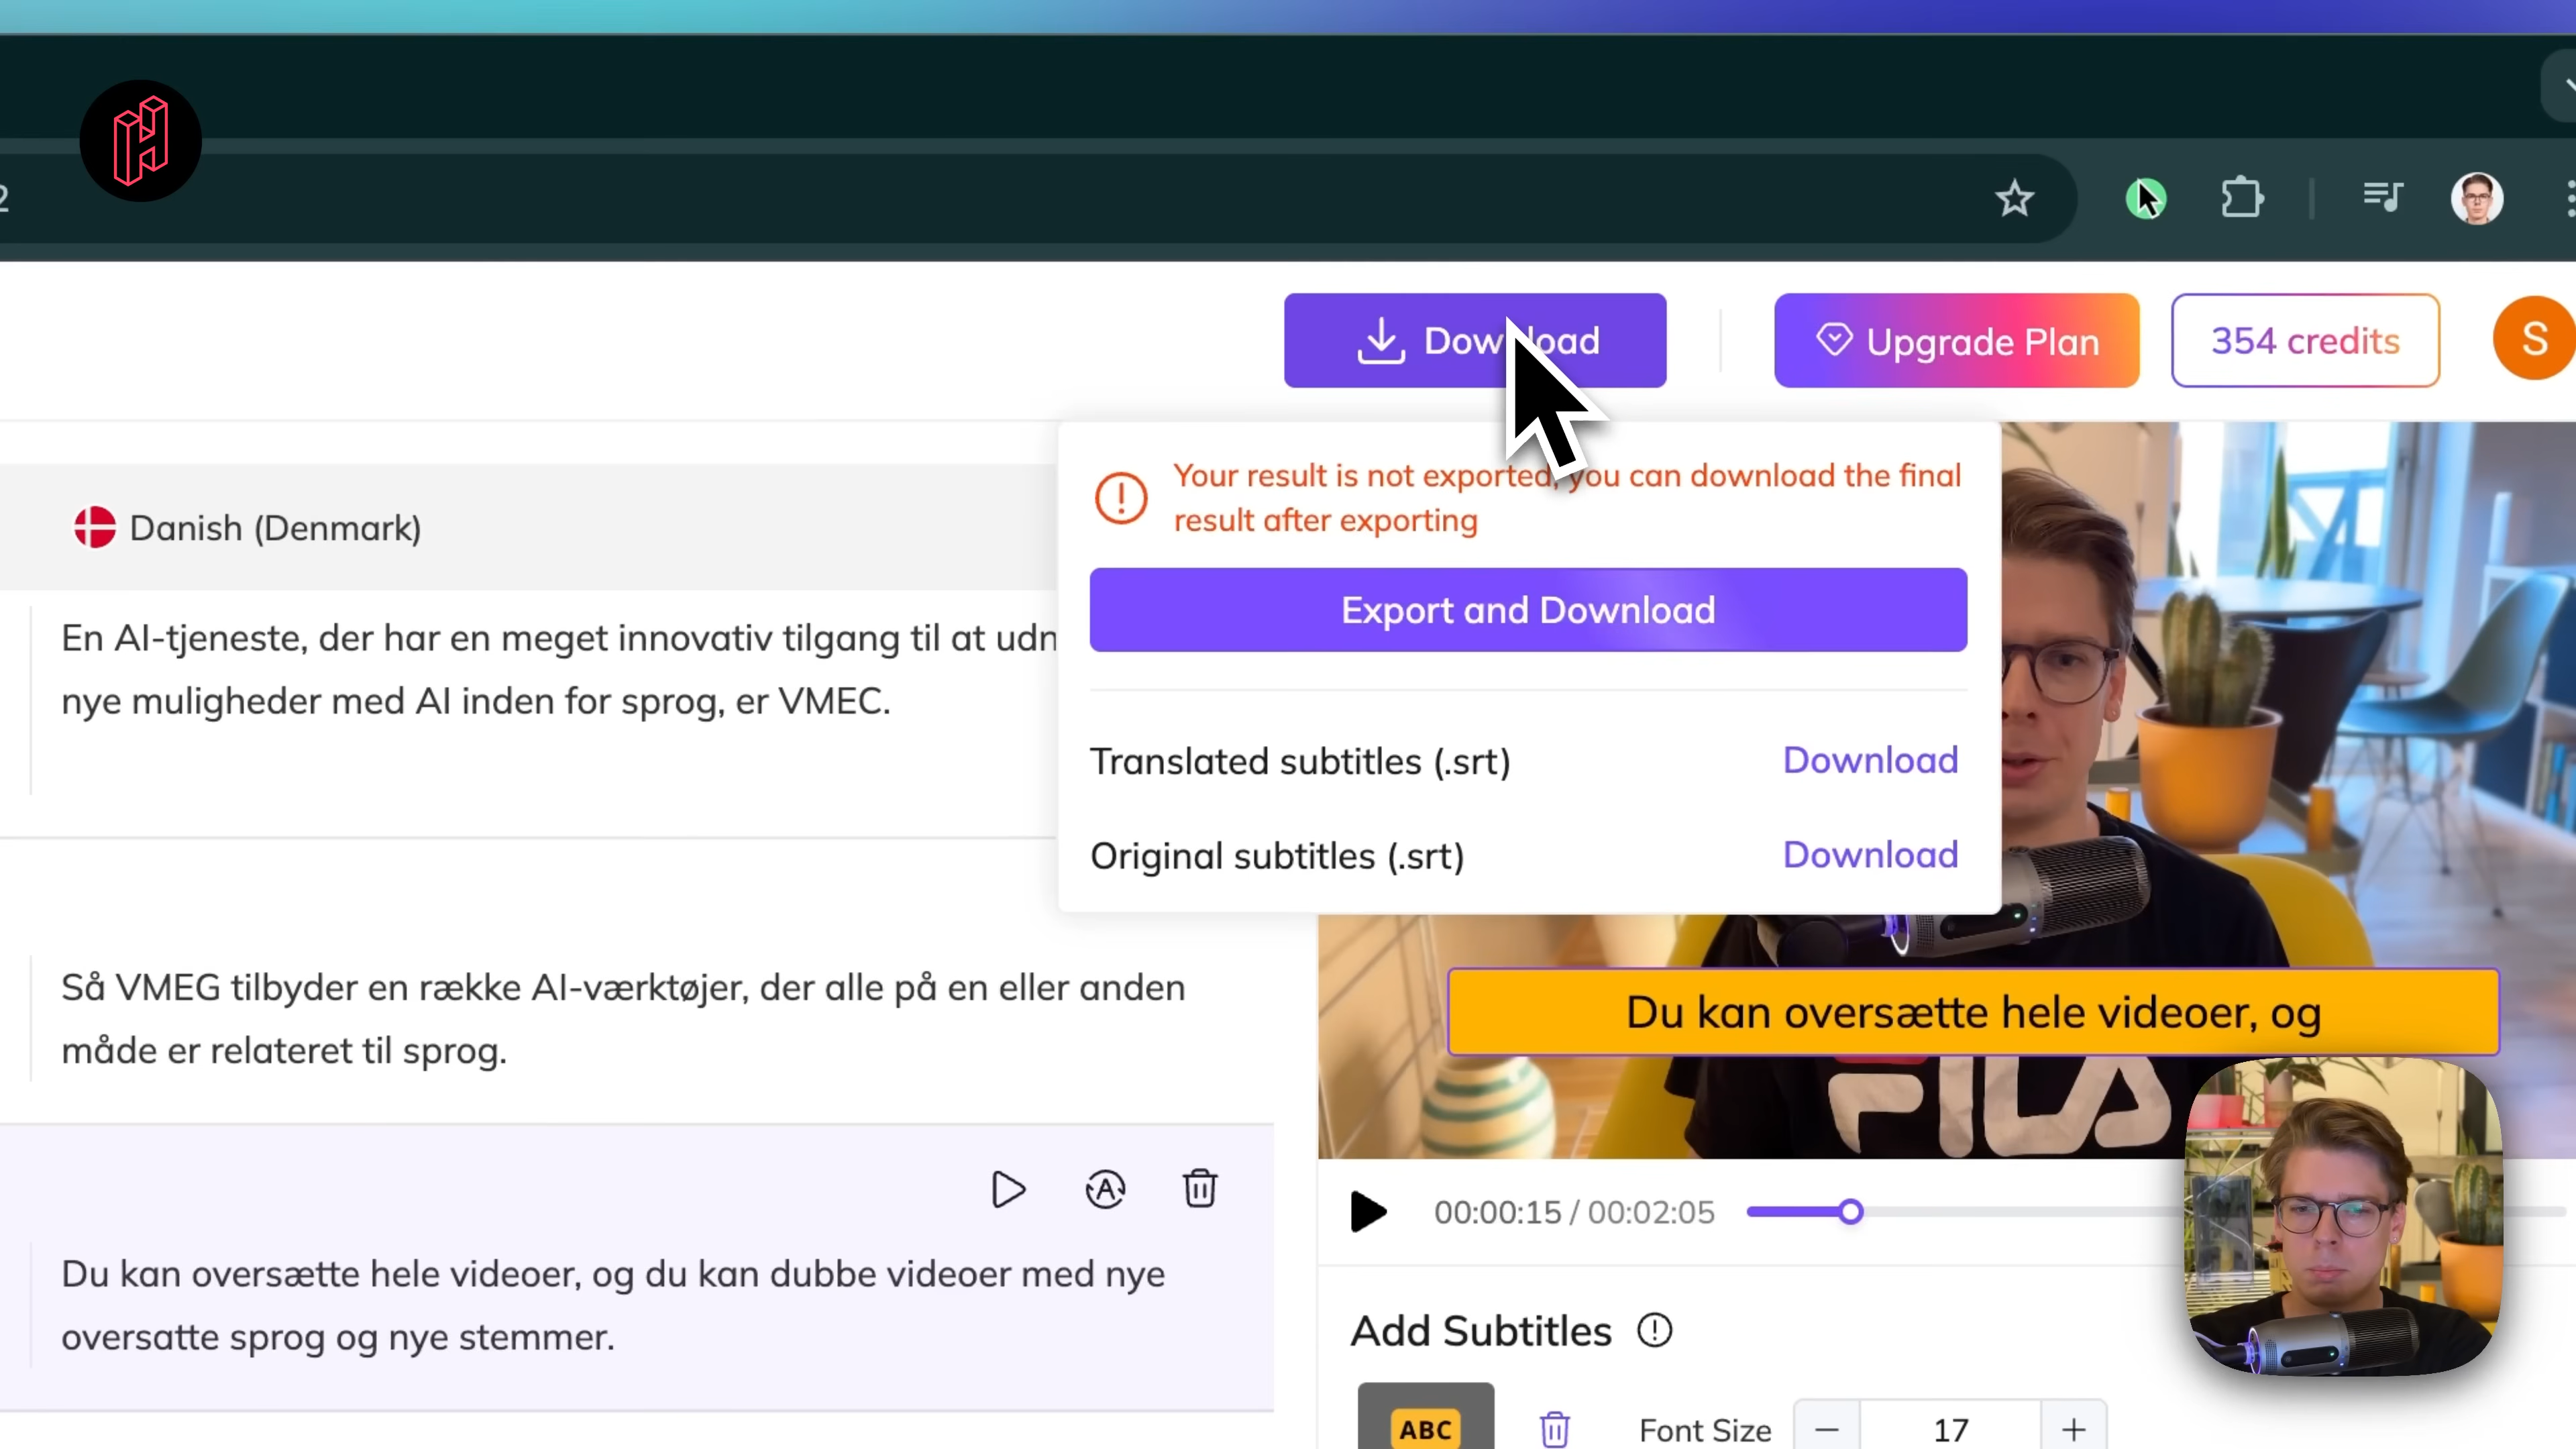 2
Download
Upgrade Plan
354 credits
S
Your result is not exported, you can download the final
result after exporting
Export and Download
Translated subtitles (.srt) Download
Original subtitles (.srt) Download
Danish (Denmark)
En AI-tjeneste, der har en meget innovativ tilgang til at udn
nye muligheder med AI inden for sprog, er VMEC.
Så VMEG tilbyder en række AI-værktøjer, der alle på en eller anden
måde er relateret til sprog.
Du kan oversætte hele videoer, og du kan dubbe videoer med nye
oversatte sprog og nye stemmer.
Du kan oversætte hele videoer, og
FILA
00:00:15 / 00:02:05
Add Subtitles
ABC
Font Size − 17 +